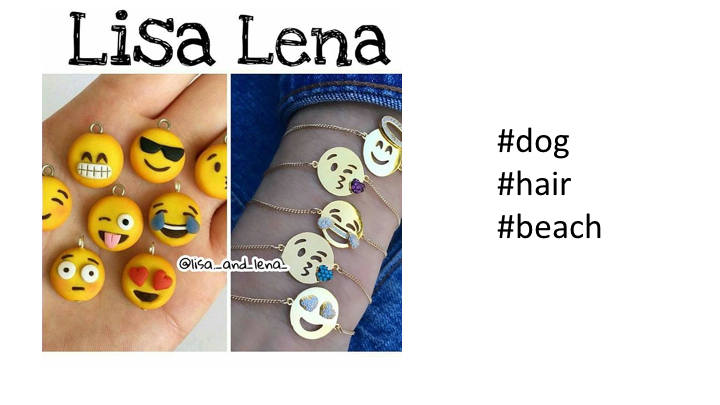 Lisa Lena
@lisa_and_lena_
#dog
#hair
#beach